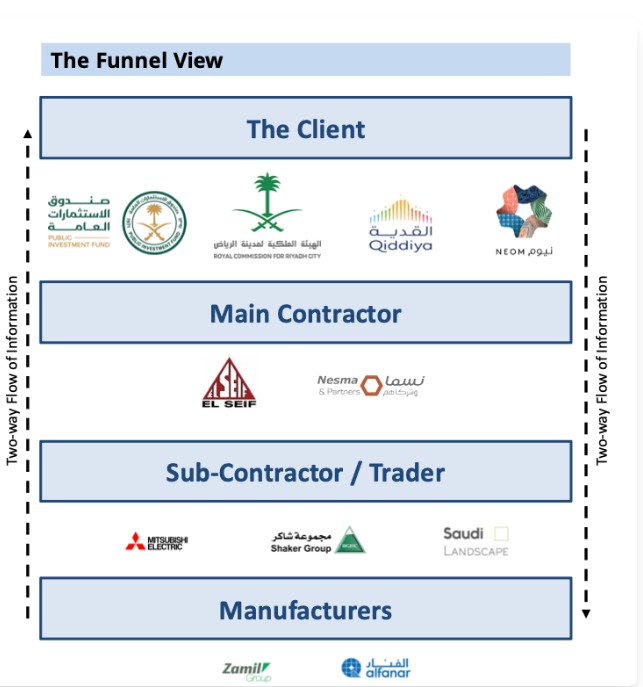 The Funnel View
The Client
صندوق
الاستثمارات
العامة
PUBLIC
INVESTMENT FUND
الهيئة الملكية لمدينة الرياض
ROYAL COMMISSION FOR RIYADH CITY
القدية
Qiddiya
NEOM نيوم
Main Contractor
EL SEIF
Nesma نسما
& Partners وشركاهم
Sub-Contractor / Trader
MITSUBISHI
ELECTRIC
مجموعة شاكر
Shaker Group
Saudi
LANDSCAPE
Manufacturers
Zamil
Group
الفنار
alfanar
Two-way Flow of Information
Two-way Flow of Information